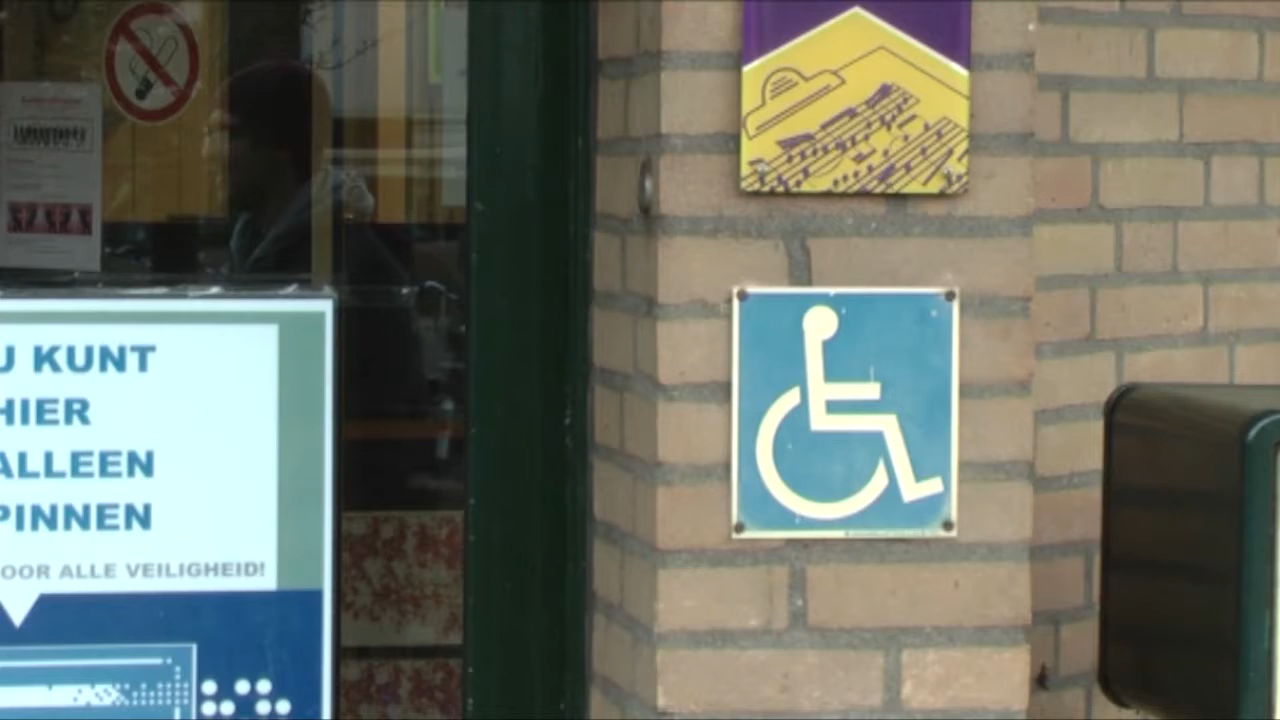 U KUNT
HIER
ALLEEN
PINNEN
OOR ALLE VEILIGHEID!